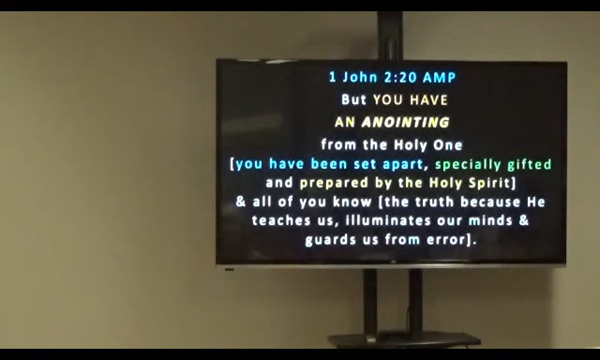 1 John 2:20 AMP
But YOU HAVE
AN ANOINTING
from the Holy One
[you have been set apart, specially gifted
and prepared by the Holy Spirit]
& all of you know [the truth because He
teaches us, illuminates our minds &
guards us from error].